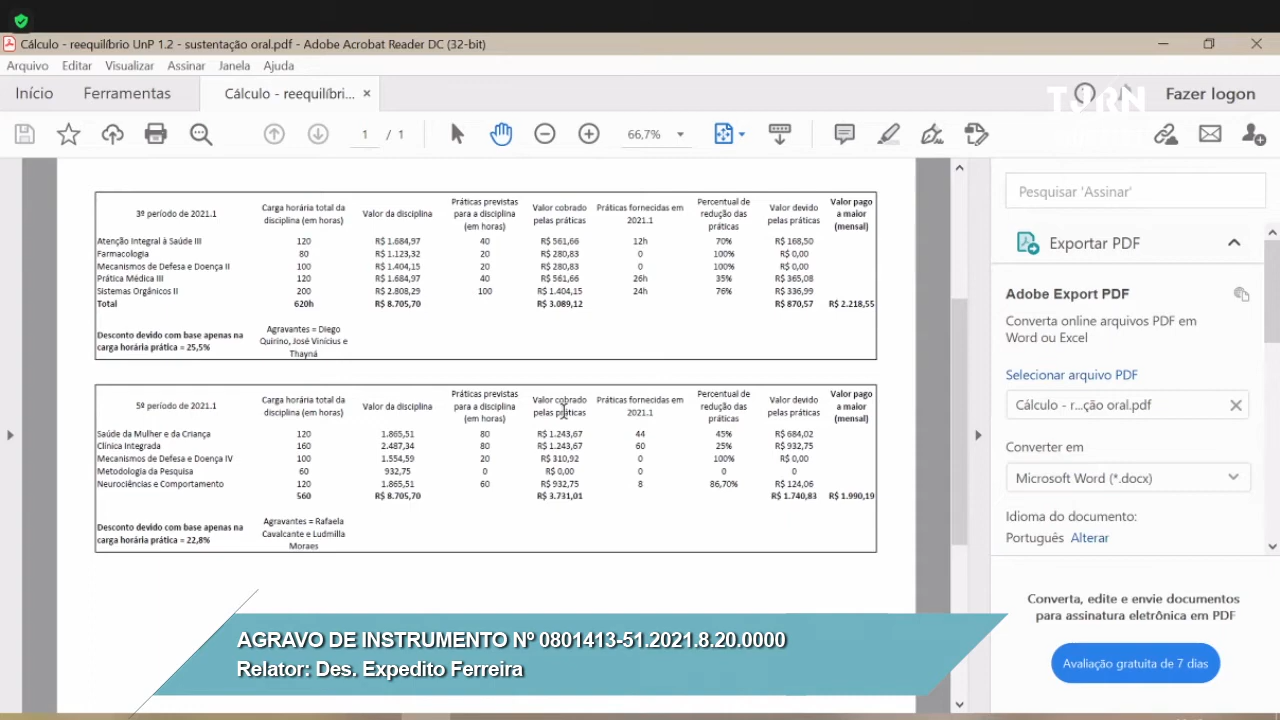 Cálculo - reequilíbrio UnP 1.2 - sustentação oral.pdf - Adobe Acrobat Reader DC (32-bit)
Arquivo Editar Visualizar Assinar Janela Ajuda
Início Ferramentas Cálculo - reequilíbri... × Fazer logon
TJRN
1 / 1 66,7%
3º período de 2021.1 Carga horária total da disciplina (em horas) Valor da disciplina Práticas previstas para a disciplina (em horas) Valor cobrado pelas práticas Práticas fornecidas em 2021.1 Percentual de redução das práticas Valor devido pelas práticas Valor pago a maior (mensal)
Atenção Integral à Saúde III 120 R$ 1.684,97 40 R$ 561,66 12h 70% R$ 168,50
Farmacologia 80 R$ 1.123,32 20 R$ 280,83 0 100% R$ 0,00
Mecanismos de Defesa e Doença II 100 R$ 1.404,15 20 R$ 280,83 0 100% R$ 0,00
Prática Médica III 120 R$ 1.684,97 40 R$ 561,66 26h 35% R$ 365,08
Sistemas Orgânicos II 200 R$ 2.808,29 100 R$ 1.404,15 24h 76% R$ 336,99
Total 620h R$ 8.705,70 R$ 3.089,12 R$ 870,57 R$ 2.218,55
Desconto devido com base apenas na carga horária prática = 25,5% Agravantes = Diego Quirino, José Vinícius e Thayná
5º período de 2021.1 Carga horária total da disciplina (em horas) Valor da disciplina Práticas previstas para a disciplina (em horas) Valor cobrado pelas práticas Práticas fornecidas em 2021.1 Percentual de redução das práticas Valor devido pelas práticas Valor pago a maior (mensal)
Saúde da Mulher e da Criança 120 1.865,51 80 R$ 1.243,67 44 45% R$ 684,02
Clínica Integrada 160 2.487,34 80 R$ 1.243,67 60 25% R$ 932,75
Mecanismos de Defesa e Doença IV 100 1.554,59 20 R$ 310,92 0 100% R$ 0,00
Metodologia da Pesquisa 60 932,75 0 R$ 0,00 0 0 0
Neurociências e Comportamento 120 1.865,51 60 R$ 932,75 8 86,70% R$ 124,06
560 R$ 8.705,70 R$ 3.731,01 R$ 1.740,83 R$ 1.990,19
Desconto devido com base apenas na carga horária prática = 22,8% Agravantes = Rafaela Cavalcante e Ludmilla Moraes
Pesquisar 'Assinar'
Exportar PDF
Adobe Export PDF
Converta online arquivos PDF em
Word ou Excel
Selecionar arquivo PDF
Cálculo - r...ção oral.pdf
Converter em
Microsoft Word (*.docx)
Idioma do documento:
Português Alterar
Converta, edite e envie documentos
para assinatura eletrônica em PDF
Avaliação gratuita de 7 dias
AGRAVO DE INSTRUMENTO Nº 0801413-51.2021.8.20.0000
Relator: Des. Expedito Ferreira